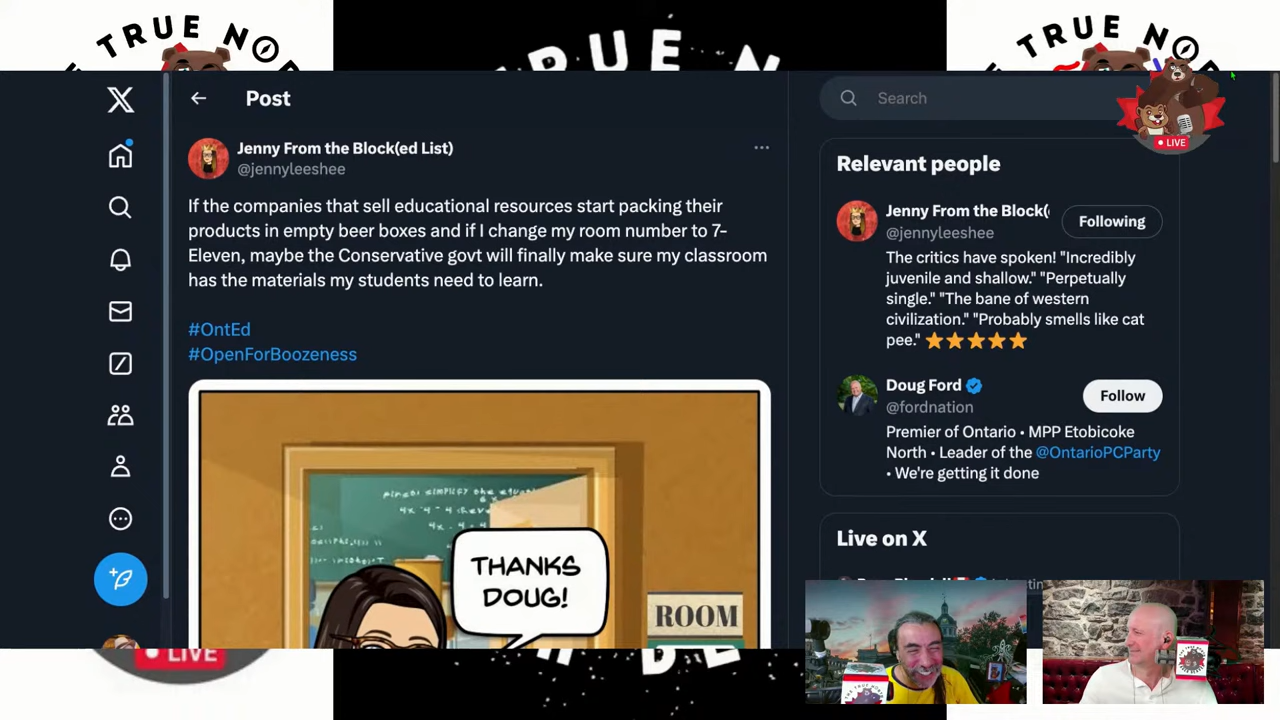 THE TRUE NOR
TRUE N
THE TRUE NO
Post
Search
LIVE
Jenny From the Block(ed List)
@jennyleeshee
If the companies that sell educational resources start packing their
products in empty beer boxes and if I change my room number to 7-
Eleven, maybe the Conservative govt will finally make sure my classroom
has the materials my students need to learn.
#OntEd
#OpenForBoozeness
THANKS
DOUG!
ROOM
Relevant people
Jenny From the Block(
@jennyleeshee
Following
The critics have spoken! "Incredibly
juvenile and shallow." "Perpetually
single." "The bane of western
civilization." "Probably smells like cat
pee."
Doug Ford
@fordnation
Follow
Premier of Ontario • MPP Etobicoke
North • Leader of the @OntarioPCParty
• We're getting it done
Live on X
LIVE